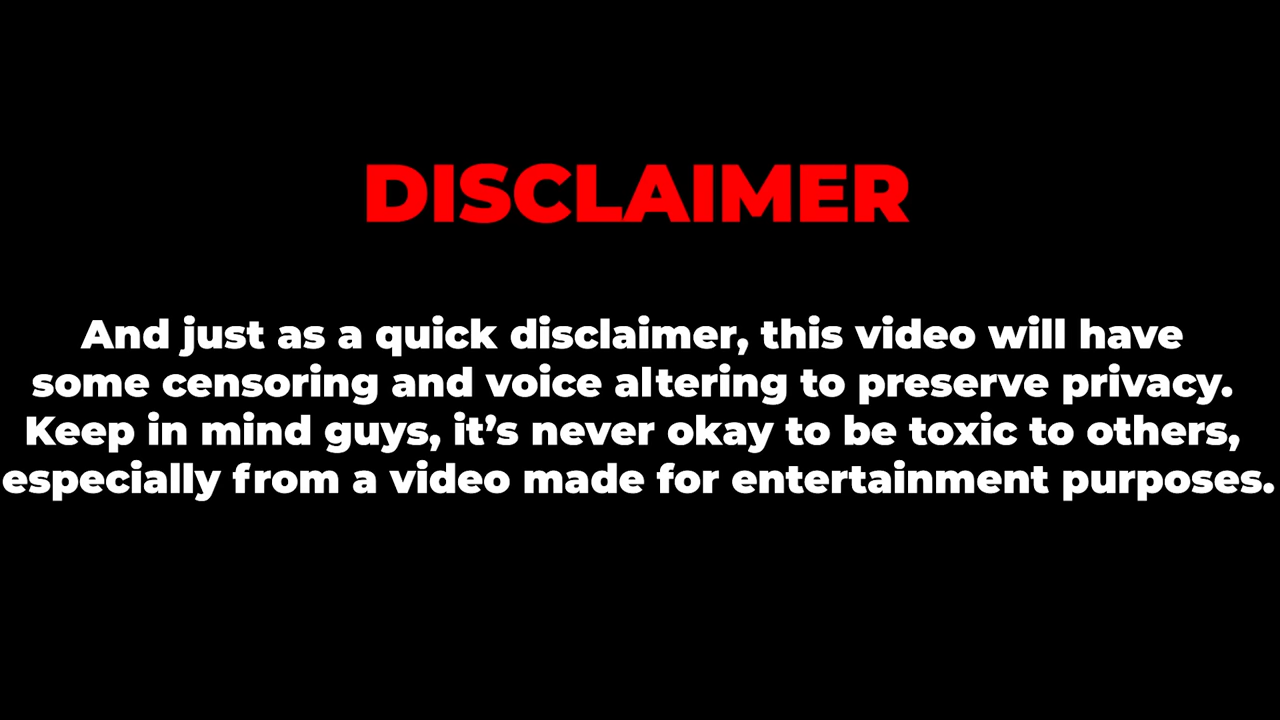 DISCLAIMER
And just as a quick disclaimer, this video will have
some censoring and voice altering to preserve privacy.
Keep in mind guys, it’s never okay to be toxic to others,
especially from a video made for entertainment purposes.